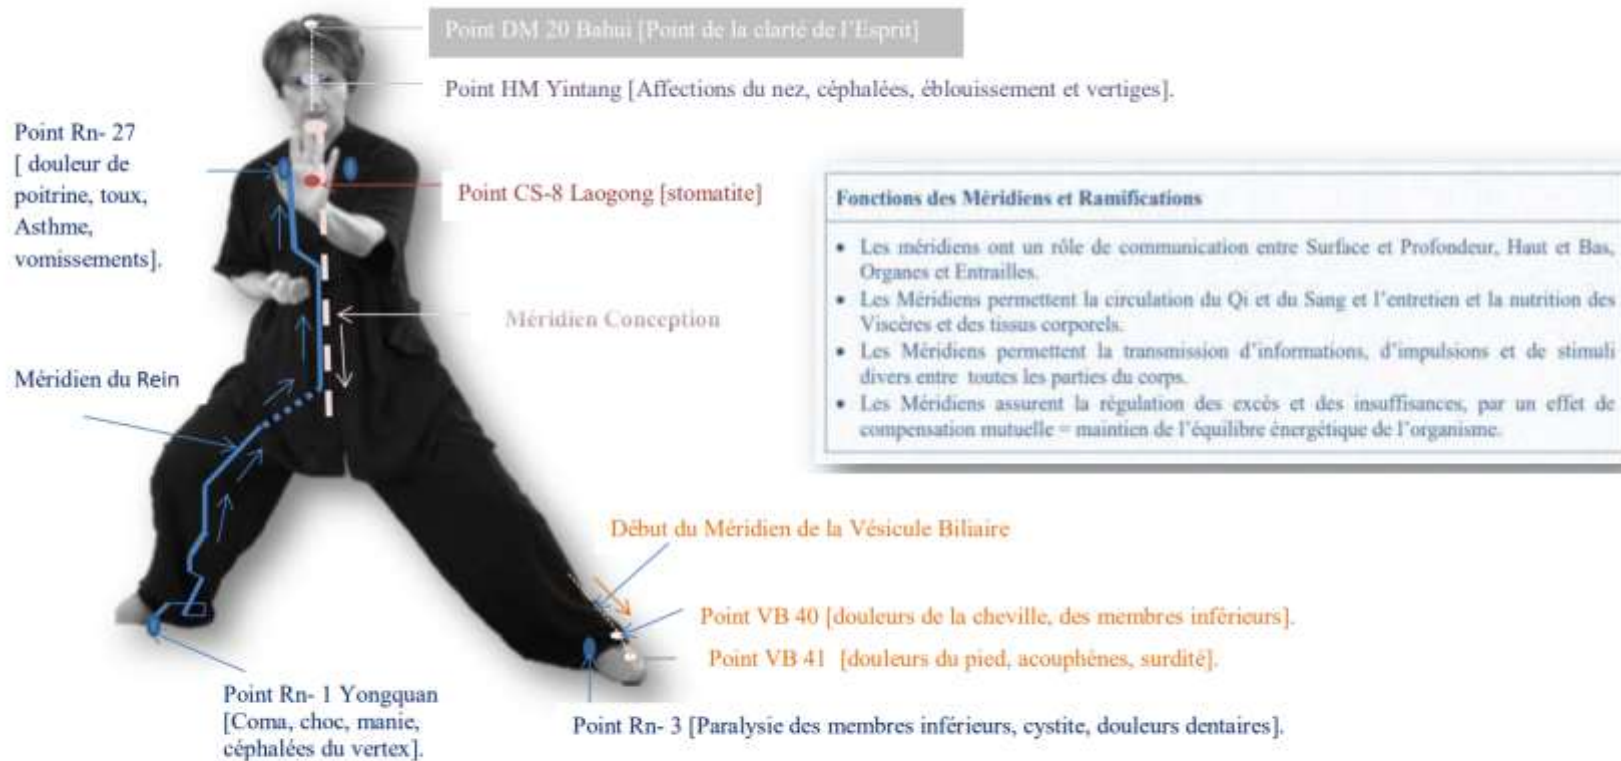 Point DM 20 Bahui [Point de la clarté de l'Esprit]
Point HM Yintang [Affections du nez, céphalées, éblouissement et vertiges].
Point Rn- 27
[ douleur de
poitrine, toux,
Asthme,
vomissements].
Point CS-8 Laogong [stomatite]
Fonctions des Méridiens et Ramifications
• Les méridiens ont un rôle de communication entre Surface et Profondeur, Haut et Bas,
Organes et Entrailles.
• Les Méridiens permettent la circulation du Qi et du Sang et l'entretien et la nutrition des
Viscères et des tissus corporels.
• Les Méridiens permettent la transmission d'informations, d'impulsions et de stimuli
divers entre toutes les parties du corps.
• Les Méridiens assurent la régulation des excés et des insuffisances, par un effet de
compensation mutuelle = maintien de l'équilibre énergétique de l'organisme.
Méridien Conception
Méridien du Rein
Début du Méridien de la Vésicule Biliaire
Point VB 40 [douleurs de la cheville, des membres inférieurs].
Point VB 41 [douleurs du pied, acouphènes, surdité].
Point Rn- 1 Yongquan
[Coma, choc, manie,
céphalées du vertex].
Point Rn- 3 [Paralysie des membres inférieurs, cystite, douleurs dentaires].